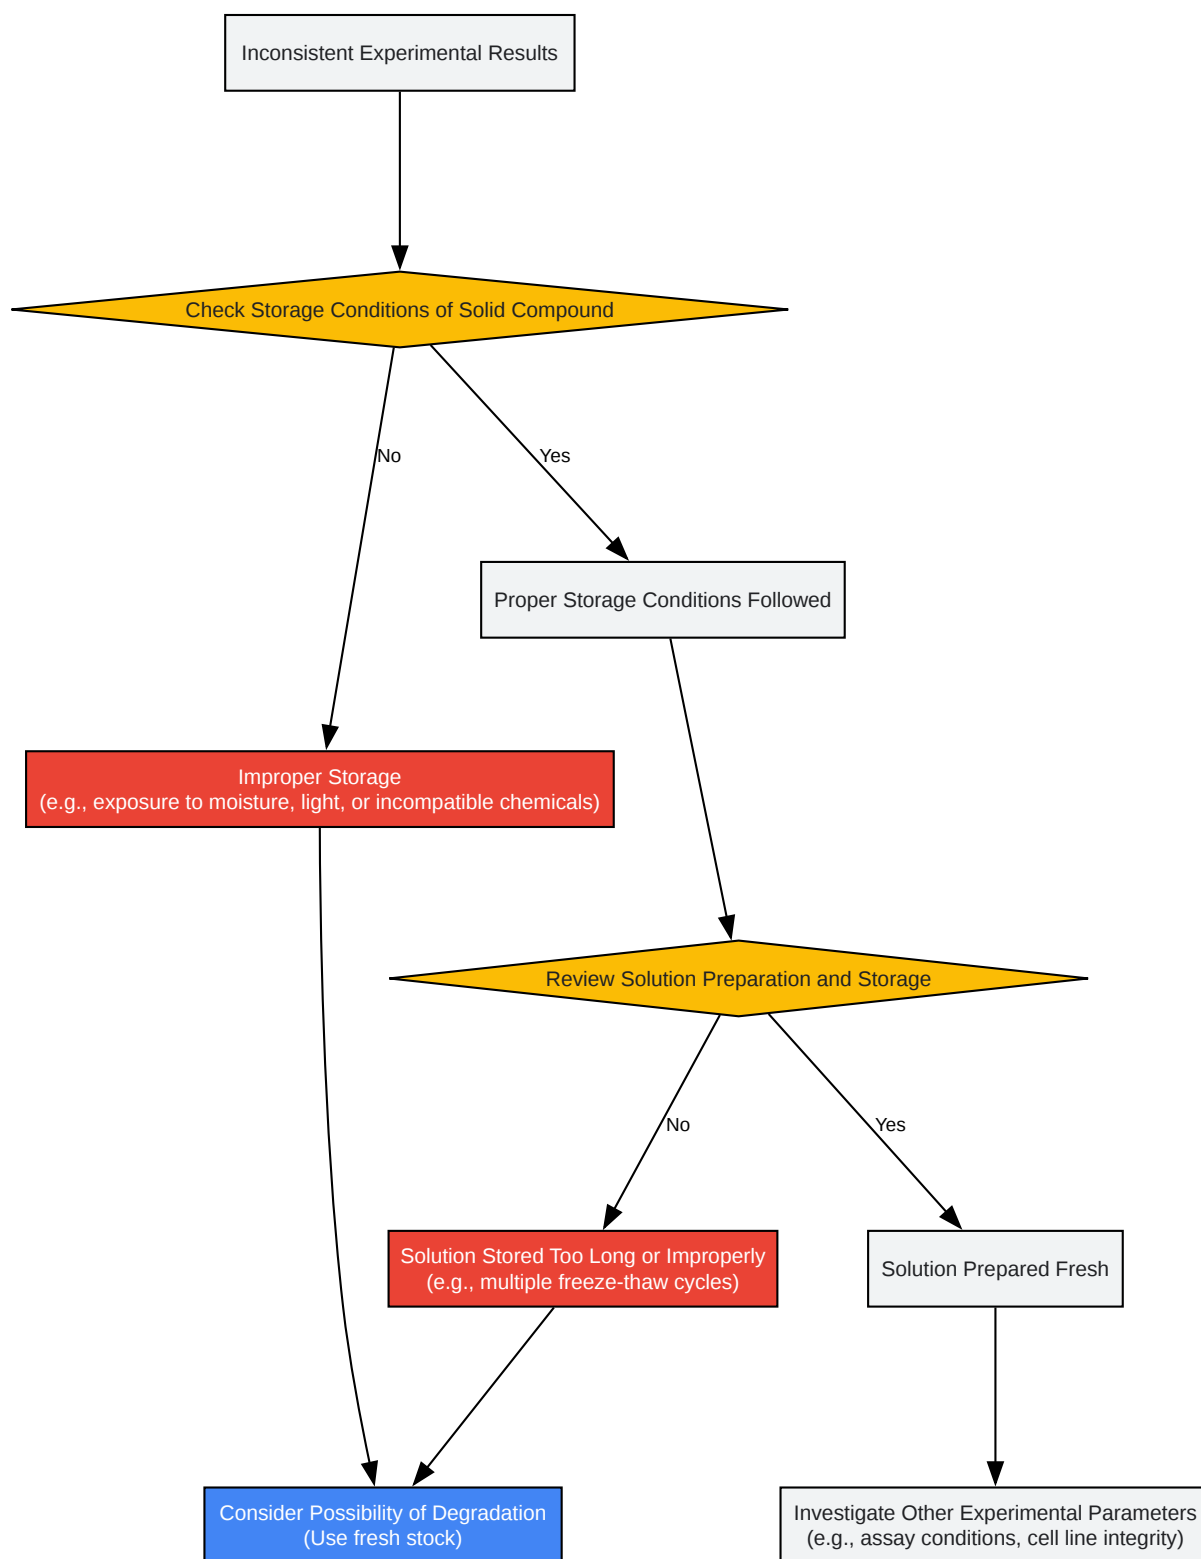 Inconsistent Experimental Results
Check Storage Conditions of Solid Compound
No
Yes
Proper Storage Conditions Followed
Improper Storage
(e.g., exposure to moisture, light, or incompatible chemicals)
Review Solution Preparation and Storage
No
Yes
Solution Stored Too Long or Improperly
(e.g., multiple freeze-thaw cycles)
Solution Prepared Fresh
Consider Possibility of Degradation
(Use fresh stock)
Investigate Other Experimental Parameters
(e.g., assay conditions, cell line integrity)